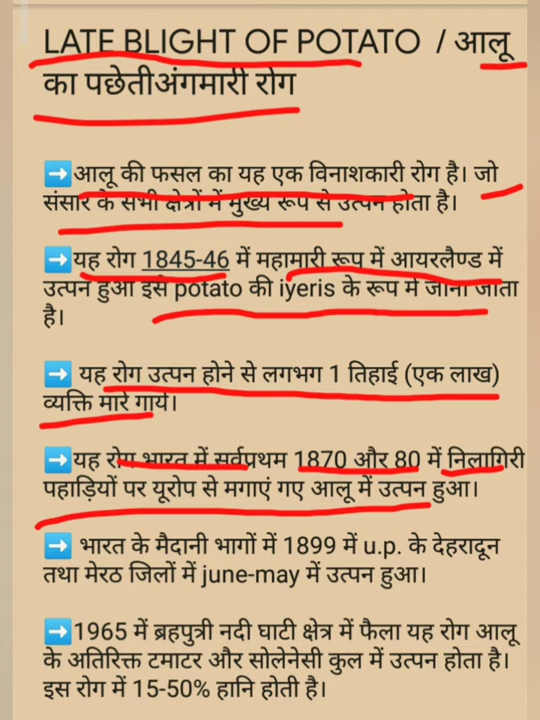 LATE BLIGHT OF POTATO / आलू
का पछेतीअंगमारी रोग
➡️आलू की फसल का यह एक विनाशकारी रोग है। जो
संसार के सभी क्षेत्रों में मुख्य रूप से उत्पन होता है।
➡️यह रोग 1845-46 में महामारी रूप में आयरलैण्ड में
उत्पन हुआ इसे potato की iyeris के रूप में जाना जाता
है।
➡️ यह रोग उत्पन होने से लगभग 1 तिहाई (एक लाख)
व्यक्ति मारे गाये।
➡️यह रोग भारत में सर्वपथम 1870 और 80 में निलागिरी
पहाड़ियों पर यूरोप से मगाएं गए आलू में उत्पन हुआ।
➡️ भारत के मैदानी भागों में 1899 में u.p. के देहरादून
तथा मेरठ जिलों में june-may में उत्पन हुआ।
➡️1965 में ब्रहपुत्री नदी घाटी क्षेत्र में फैला यह रोग आलू
के अतिरिक्त टमाटर और सोलेनेसी कुल में उत्पन होता है।
इस रोग में 15-50% हानि होती है।